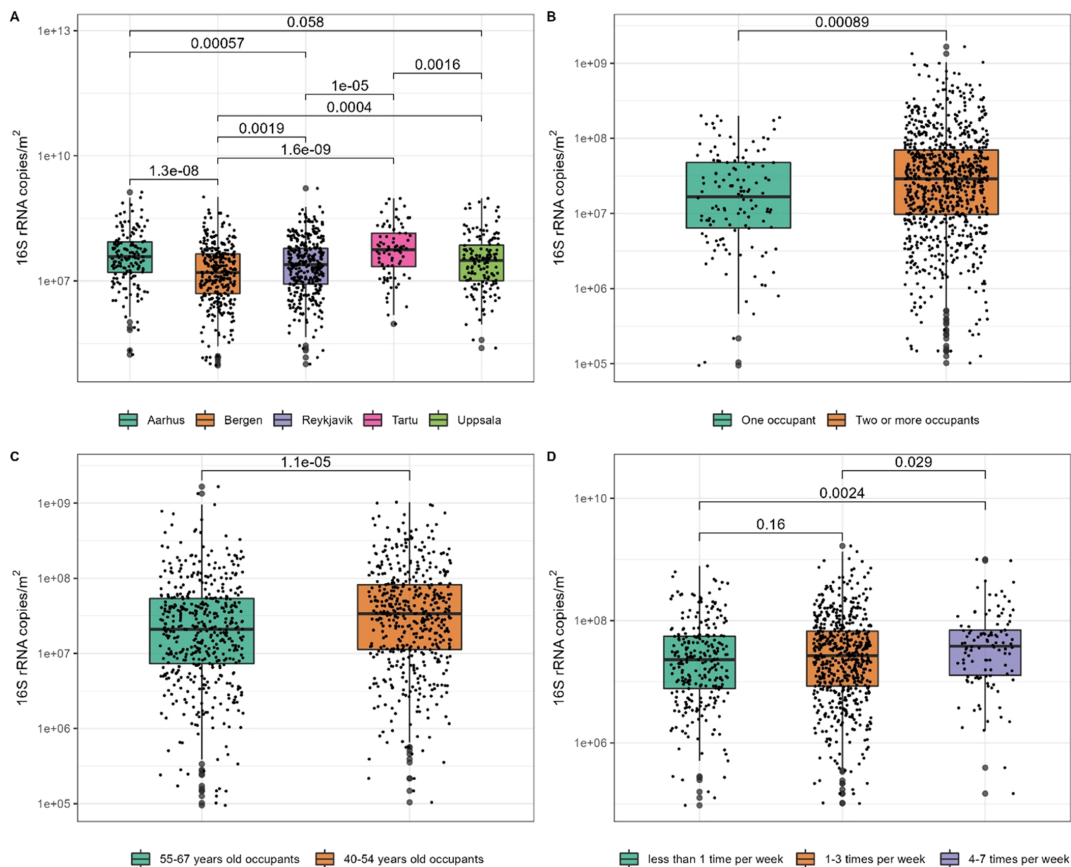 A
16S rRNA copies/m²
1e+13
1e+10
1e+07
0.058
0.00057
0.0016
1e-05
0.0004
0.0019
1.6e-09
1.3e-08
Aarhus
Bergen
Reykjavik
Tartu
Uppsala
B
16S rRNA copies/m²
1e+09
1e+08
1e+07
1e+06
1e+05
0.00089
One occupant
Two or more occupants
C
16S rRNA copies/m²
1e+09
1e+08
1e+07
1e+06
1e+05
1.1e-05
55-67 years old occupants
40-54 years old occupants
D
16S rRNA copies/m²
1e+10
1e+08
1e+06
0.029
0.0024
0.16
less than 1 time per week
1-3 times per week
4-7 times per week